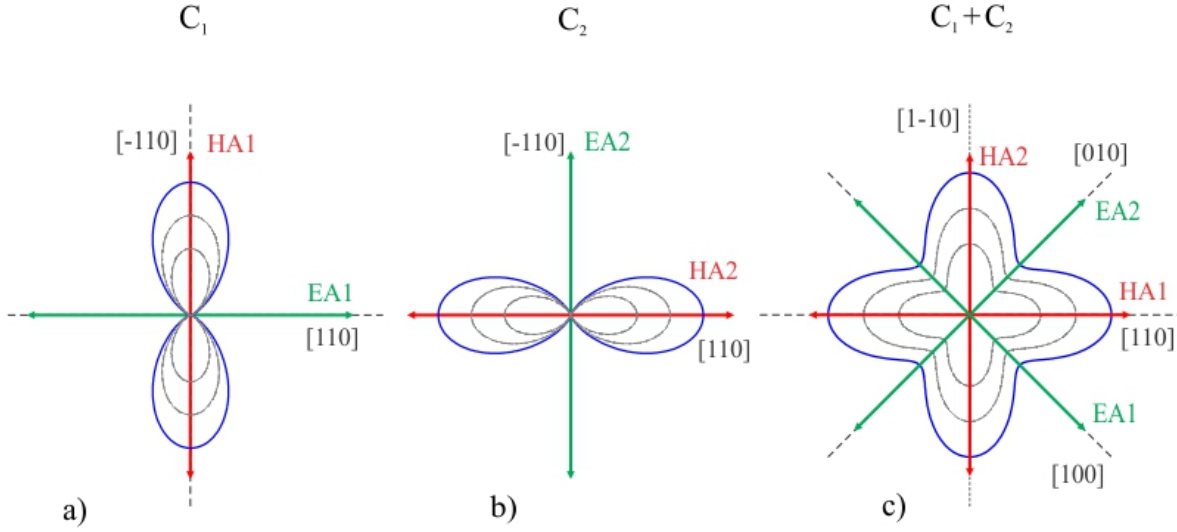 C₁
C₂
C₁ + C₂
[-110] HA1
EA1
[110]
a)
[-110] EA2
HA2
[110]
b)
[1-10]
HA2
[010]
EA2
HA1
[110]
EA1
[100]
c)